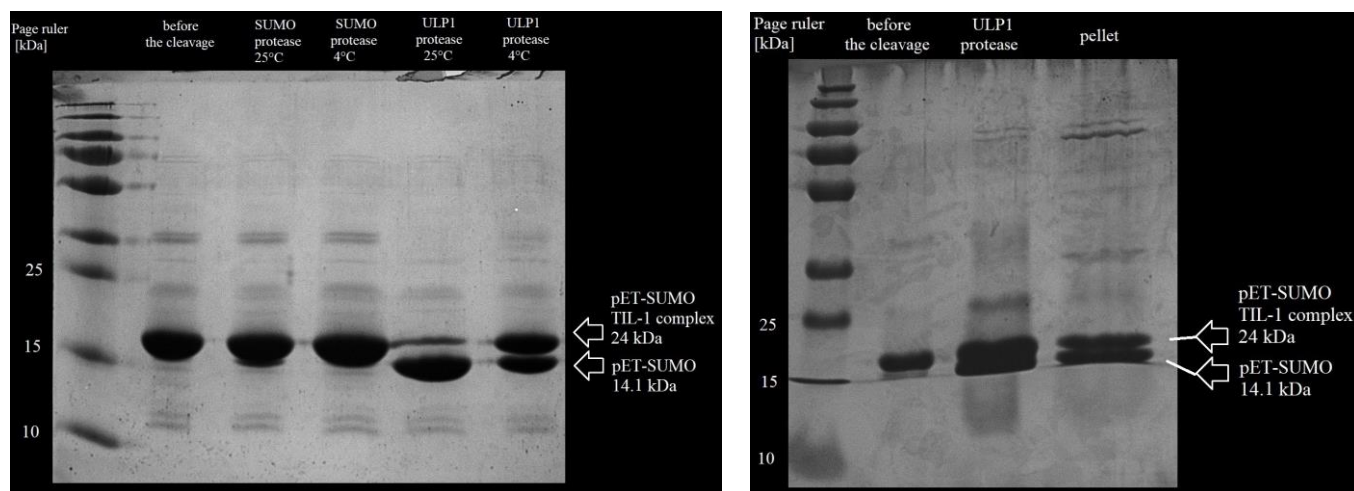 Page ruler
[kDa]
before
the cleavage
SUMO
protease
25°C
SUMO
protease
4°C
ULP1
protease
25°C
ULP1
protease
4°C
25
15
10
pET-SUMO
TIL-1 complex
24 kDa
pET-SUMO
14.1 kDa
Page ruler
[kDa]
before
the cleavage
ULP1
protease
pellet
25
15
10
pET-SUMO
TIL-1 complex
24 kDa
pET-SUMO
14.1 kDa